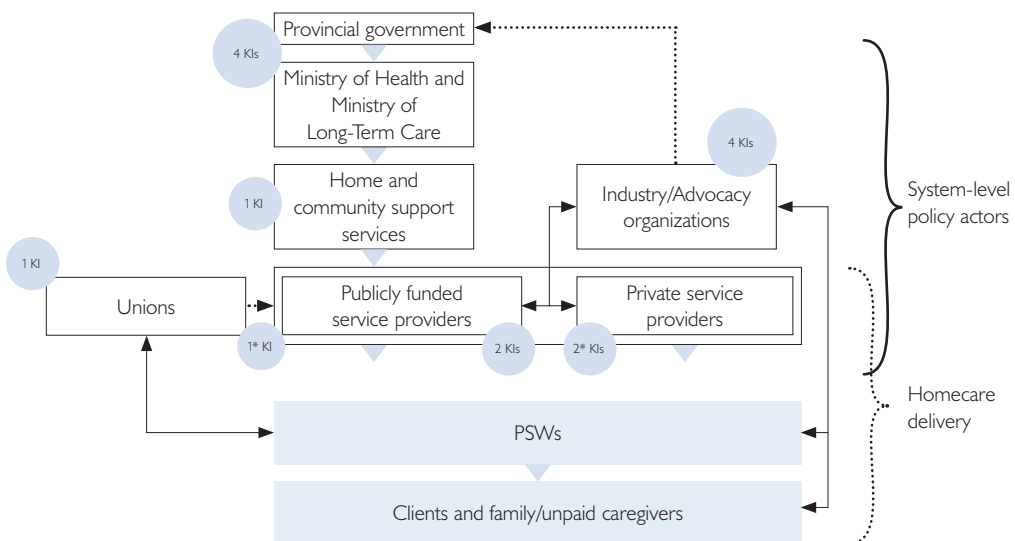 Provincial government
4 KIs
Ministry of Health and
Ministry of
Long-Term Care
4 KIs
Home and
community support
services
1 KI
Industry/Advocacy
organizations
System-level
policy actors
1 KI
Unions
Publicly funded
service providers
Private service
providers
1* KI
2 KIs
2* KIs
Homecare
delivery
PSWs
Clients and family/unpaid caregivers